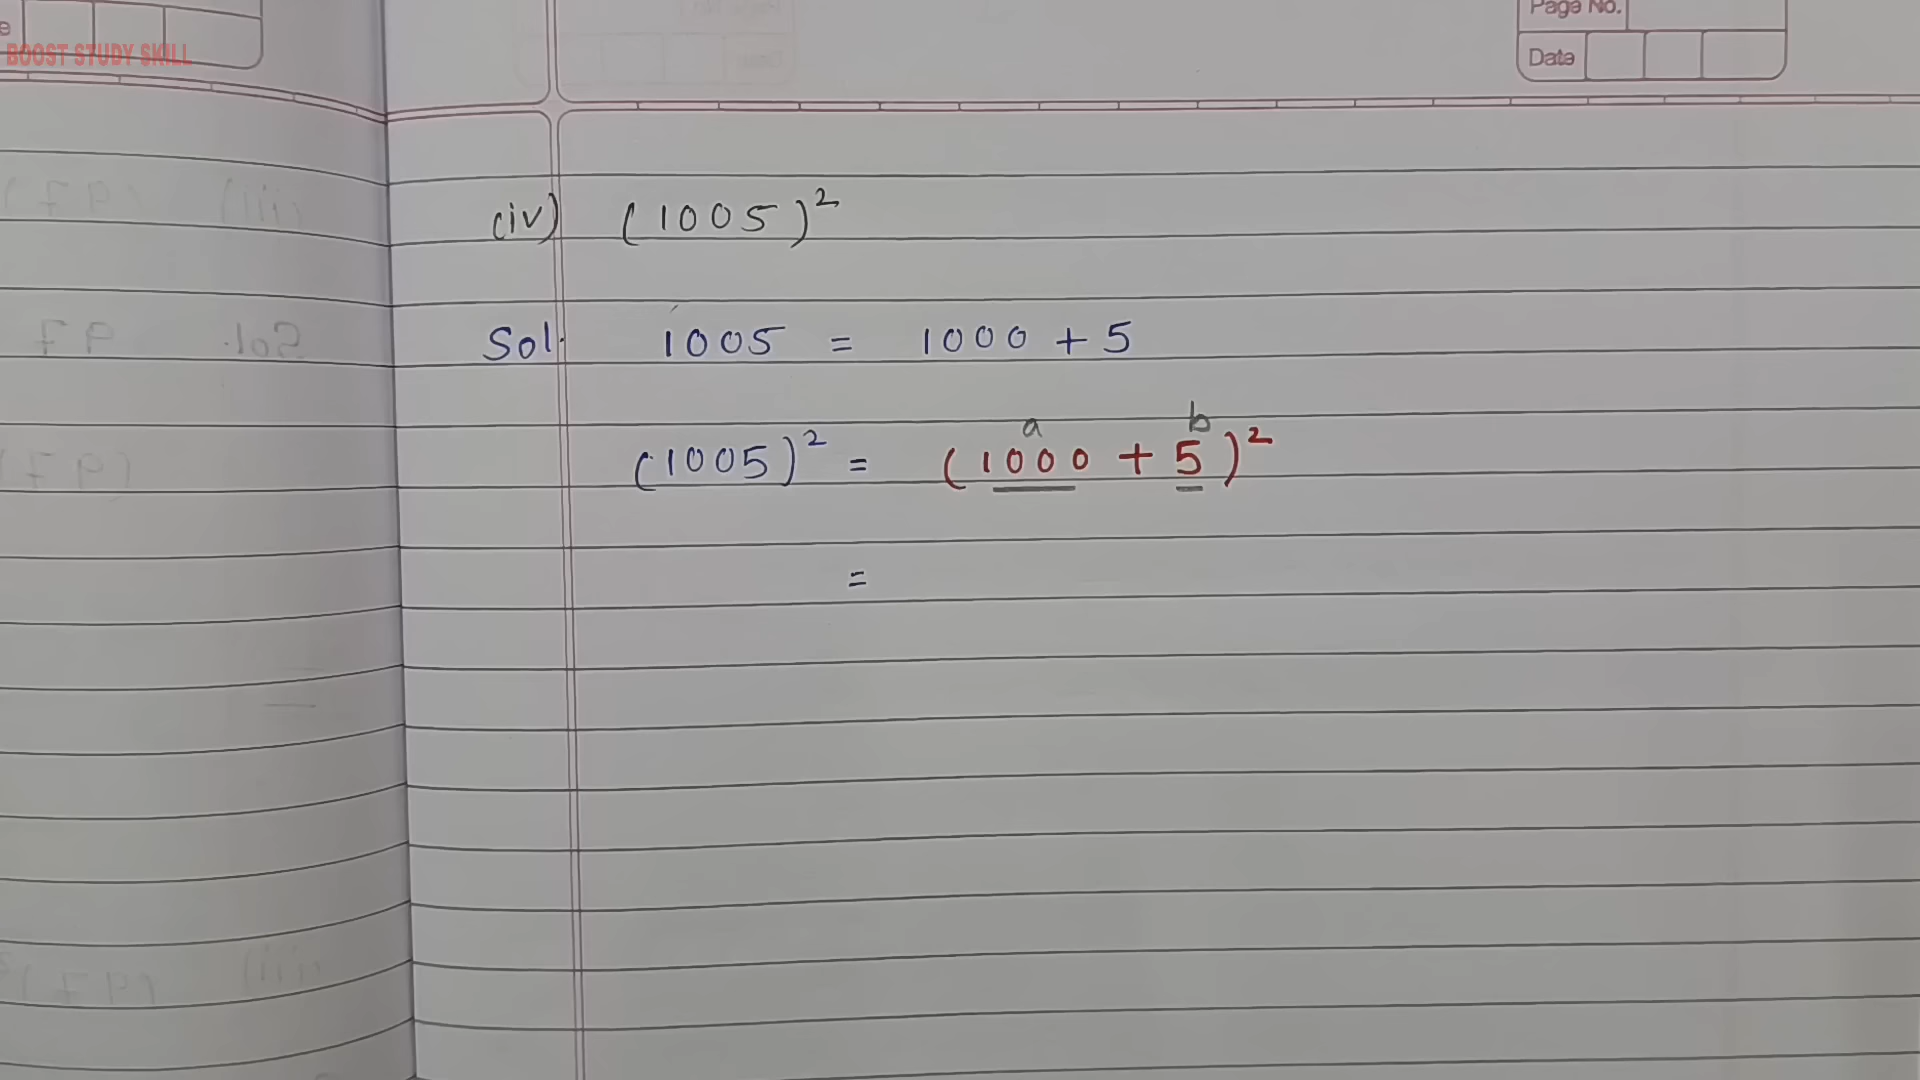 BOOST STUDY SKILL
Page No.
Date
(iv) (1005)²
Sol. 1005 = 1000 + 5
a b
(1005)² = (1000 + 5)²
=